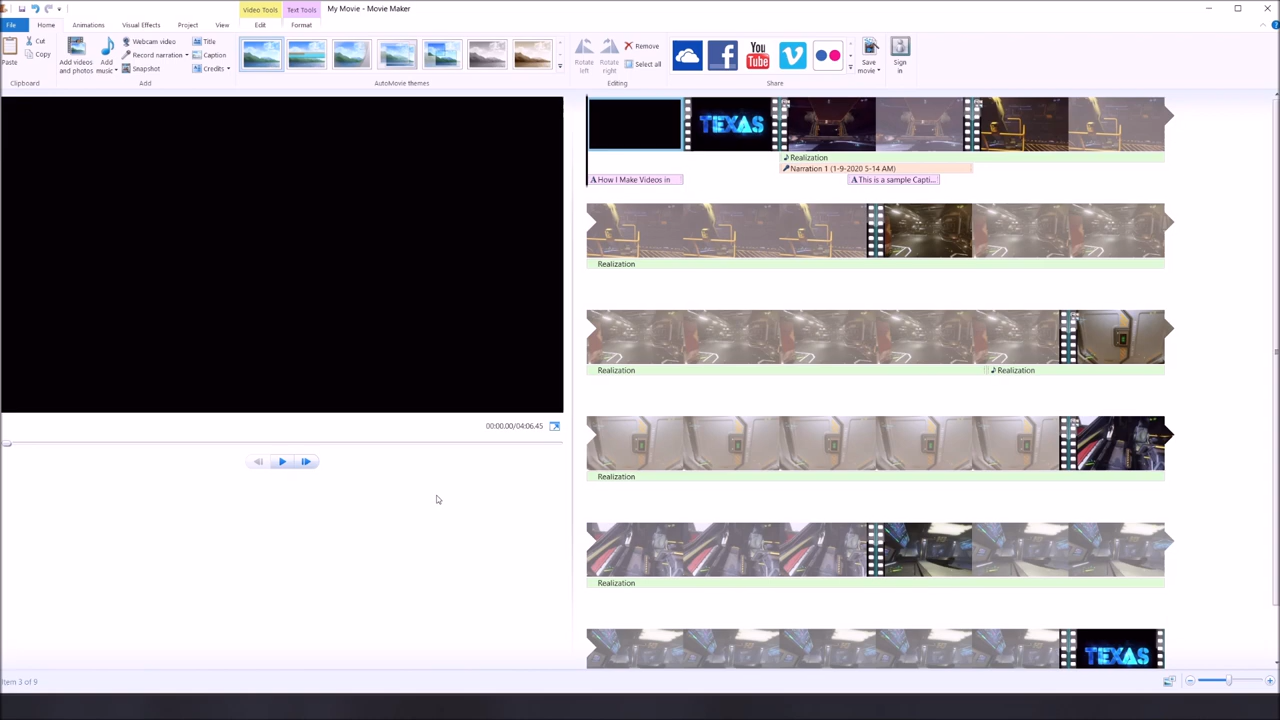 Video Tools
Text Tools
My Movie - Movie Maker
File
Home
Animations
Visual Effects
Project
View
Edit
Format
Paste
Cut
Copy
Clipboard
Add videos
and photos
Add
music
Webcam video
Record narration
Snapshot
Title
Caption
Credits
Add
AutoMovie themes
Rotate
left
Rotate
right
Remove
Select all
Editing
f
You
Tube
v
Share
Save
movie
Sign
in
TEXAS
Realization
Narration 1 (1-9-2020 5-14 AM)
A How I Make Videos in
A This is a sample Capti...
Realization
Realization
Realization
00:00.00/04:06.45
Realization
Realization
TEXAS
Item 3 of 9